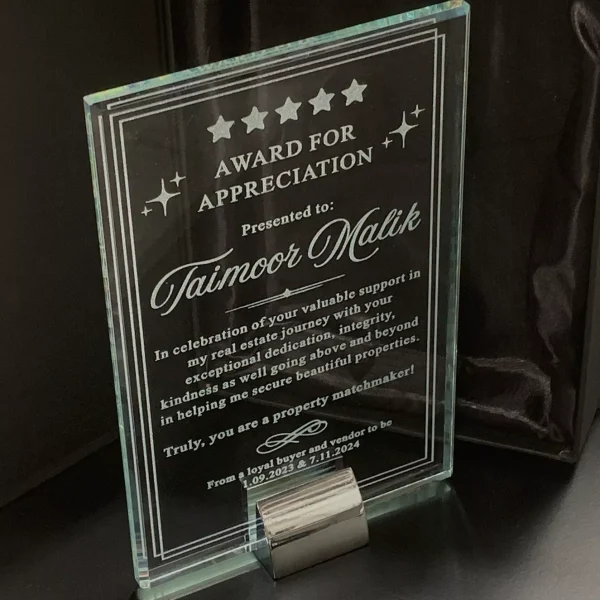 AWARD FOR
APPRECIATION
Presented to:
Taimoor Malik
In celebration of your valuable support in
my real estate journey with your
exceptional dedication, integrity,
kindness as well going above and beyond
in helping me secure beautiful properties.
Truly, you are a property matchmaker!
From a loyal buyer and vendor to be
1.09.2023 & 7.11.2024